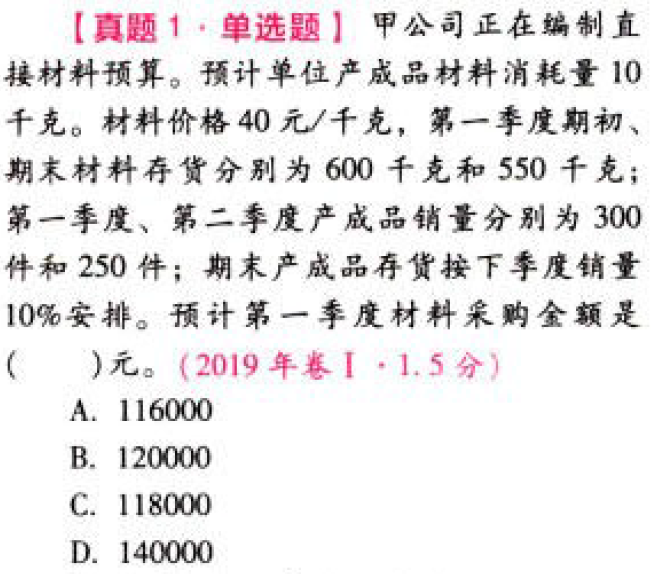 【真题1·单选题】 甲公司正在编制直
接材料预算。预计单位产成品材料消耗量 10
千克。材料价格 40 元/千克，第一季度期初、
期末材料存货分别为 600 千克和 550 千克；
第一季度、第二季度产成品销量分别为 300
件和 250 件；期末产成品存货按下季度销量
10%安排。预计第一季度材料采购金额是
(　　)元。(2019 年卷Ⅰ·1.5 分)
A. 116000
B. 120000
C. 118000
D. 140000